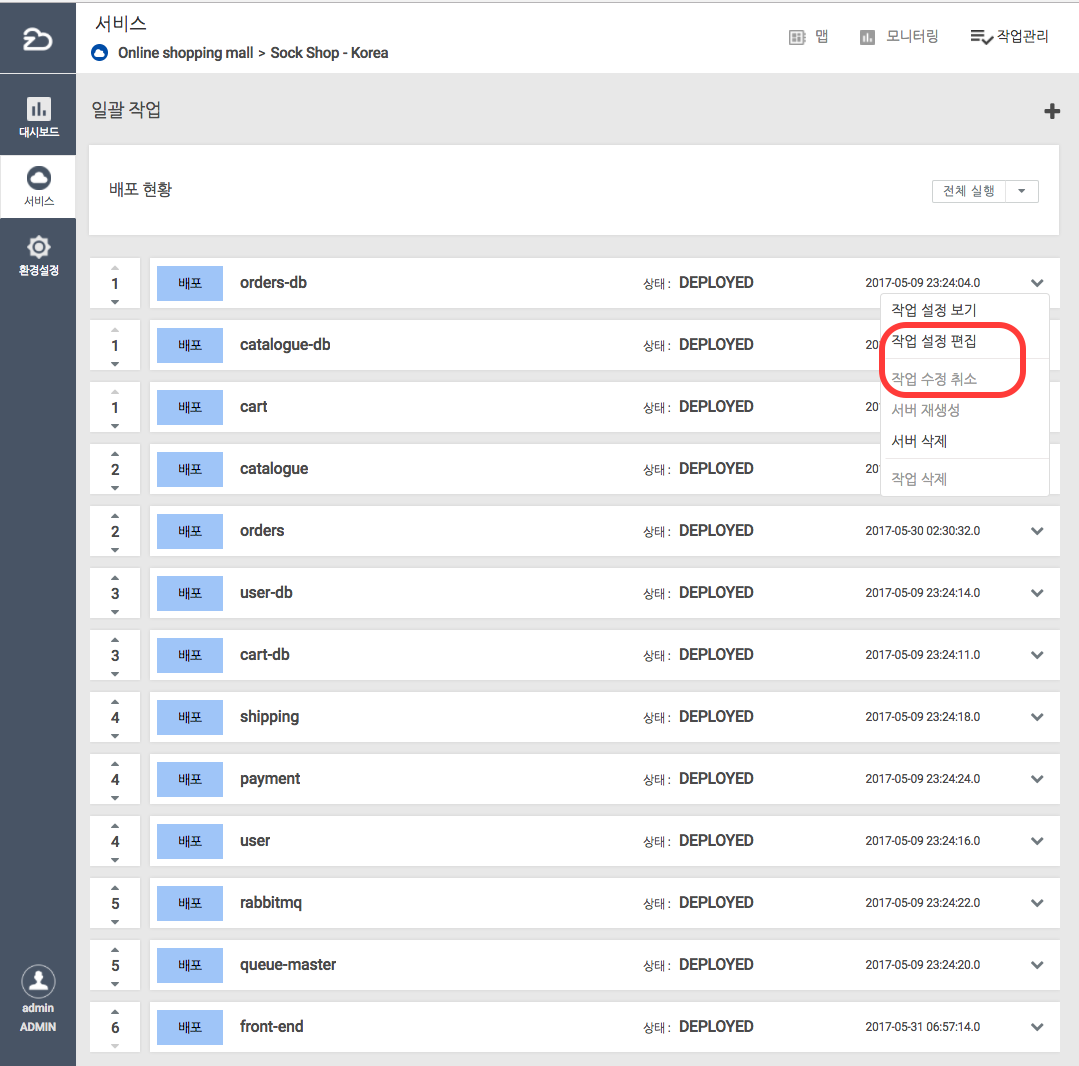 서비스
Online shopping mall > Sock Shop - Korea
맵
모니터링
작업관리
대시보드
서비스
환경설정
admin
ADMIN
일괄 작업
배포 현황
전체 실행
1 배포 orders-db 상태 : DEPLOYED 2017-05-09 23:24:04.0
작업 설정 보기
작업 설정 편집
작업 수정 취소
서버 재생성
서버 삭제
작업 삭제
1 배포 catalogue-db 상태 : DEPLOYED 20
1 배포 cart 상태 : DEPLOYED 20
2 배포 catalogue 상태 : DEPLOYED 20
2 배포 orders 상태 : DEPLOYED 2017-05-30 02:30:32.0
3 배포 user-db 상태 : DEPLOYED 2017-05-09 23:24:14.0
3 배포 cart-db 상태 : DEPLOYED 2017-05-09 23:24:11.0
4 배포 shipping 상태 : DEPLOYED 2017-05-09 23:24:18.0
4 배포 payment 상태 : DEPLOYED 2017-05-09 23:24:24.0
4 배포 user 상태 : DEPLOYED 2017-05-09 23:24:16.0
5 배포 rabbitmq 상태 : DEPLOYED 2017-05-09 23:24:22.0
5 배포 queue-master 상태 : DEPLOYED 2017-05-09 23:24:20.0
6 배포 front-end 상태 : DEPLOYED 2017-05-31 06:57:14.0